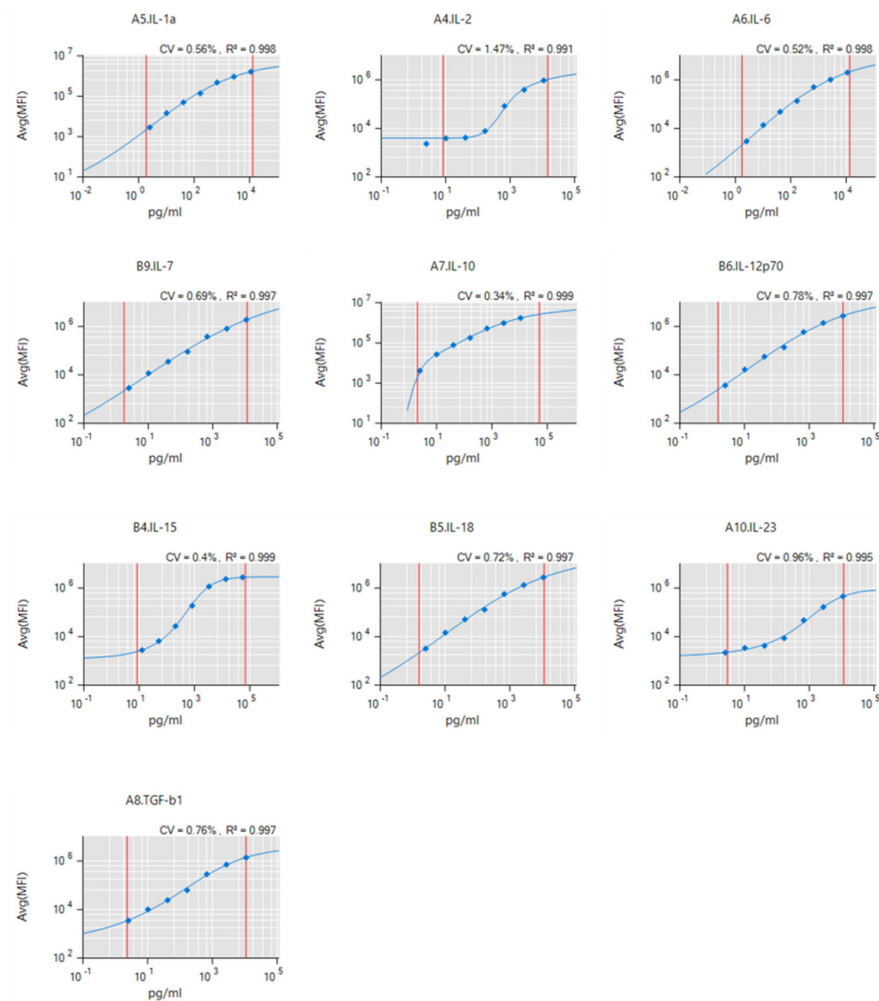 A5.IL-1a
CV = 0.56% , R² = 0.998
Avg(MFI)
10 7
10 5
10 3
10 1
10 -2
10 0
10 2
10 4
pg/ml
A4.IL-2
CV = 1.47% , R² = 0.991
Avg(MFI)
10 6
10 4
10 2
10 -1
10 1
10 3
10 5
pg/ml
A6.IL-6
CV = 0.52% , R² = 0.998
Avg(MFI)
10 6
10 4
10 2
10 -2
10 0
10 2
10 4
pg/ml
B9.IL-7
CV = 0.69% , R² = 0.997
Avg(MFI)
10 6
10 4
10 2
10 -1
10 1
10 3
10 5
pg/ml
A7.IL-10
CV = 0.34% , R² = 0.999
Avg(MFI)
10 7
10 5
10 3
10 1
10 -1
10 1
10 3
10 5
pg/ml
B6.IL-12p70
CV = 0.78% , R² = 0.997
Avg(MFI)
10 6
10 4
10 2
10 -1
10 1
10 3
10 5
pg/ml
B4.IL-15
CV = 0.4% , R² = 0.999
Avg(MFI)
10 6
10 4
10 2
10 -1
10 1
10 3
10 5
pg/ml
B5.IL-18
CV = 0.72% , R² = 0.997
Avg(MFI)
10 6
10 4
10 2
10 -1
10 1
10 3
10 5
pg/ml
A10.IL-23
CV = 0.96% , R² = 0.995
Avg(MFI)
10 6
10 4
10 2
10 -1
10 1
10 3
10 5
pg/ml
A8.TGF-b1
CV = 0.76% , R² = 0.997
Avg(MFI)
10 6
10 4
10 2
10 -1
10 1
10 3
10 5
pg/ml